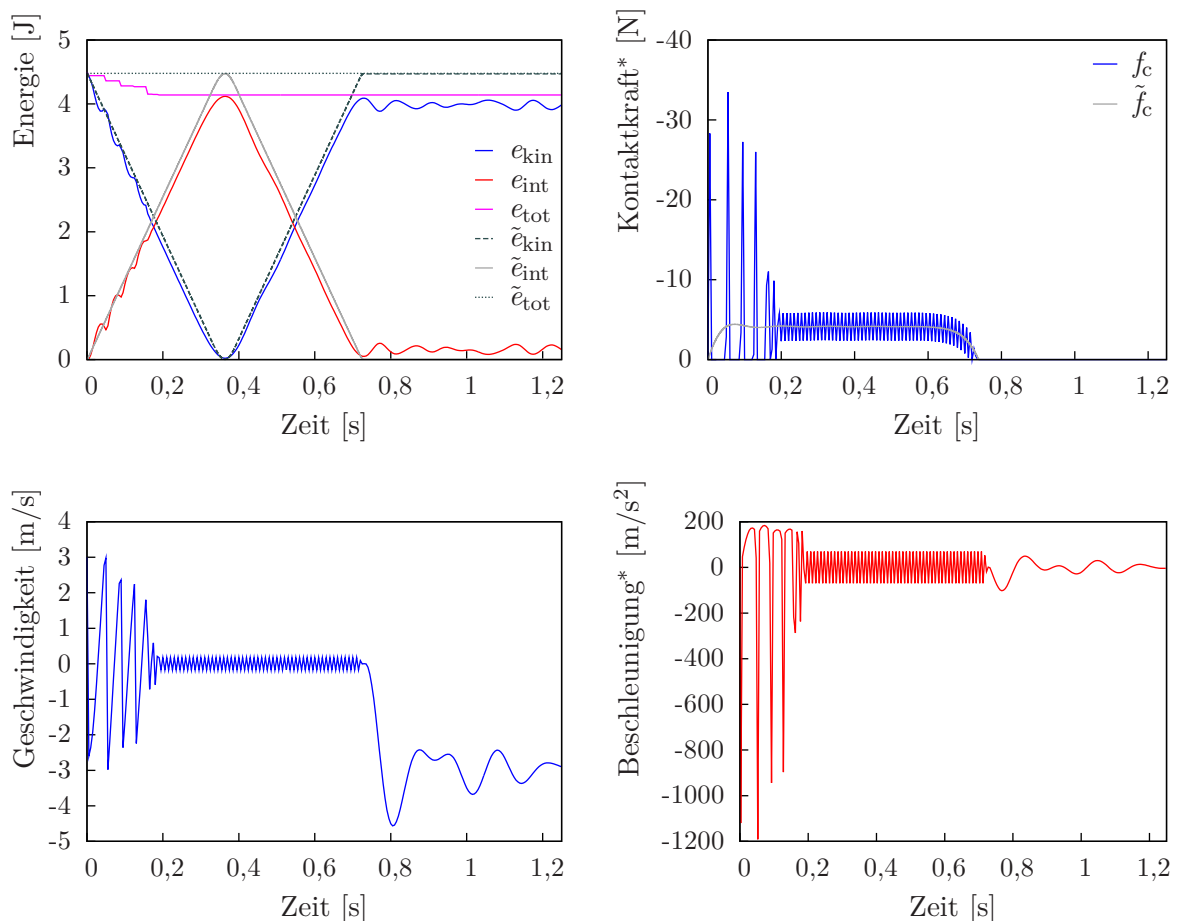 Energie [J]
5
4
3
2
1
0
0 0,2 0,4 0,6 0,8 1 1,2
Zeit [s]
e_kin
e_int
e_tot
ẽ_kin
ẽ_int
ẽ_tot
Kontaktkraft* [N]
-40
-30
-20
-10
0
0 0,2 0,4 0,6 0,8 1 1,2
Zeit [s]
f_c
f̃_c
Geschwindigkeit [m/s]
4
3
2
1
0
-1
-2
-3
-4
-5
0 0,2 0,4 0,6 0,8 1 1,2
Zeit [s]
Beschleunigung* [m/s²]
200
0
-200
-400
-600
-800
-1000
-1200
0 0,2 0,4 0,6 0,8 1 1,2
Zeit [s]